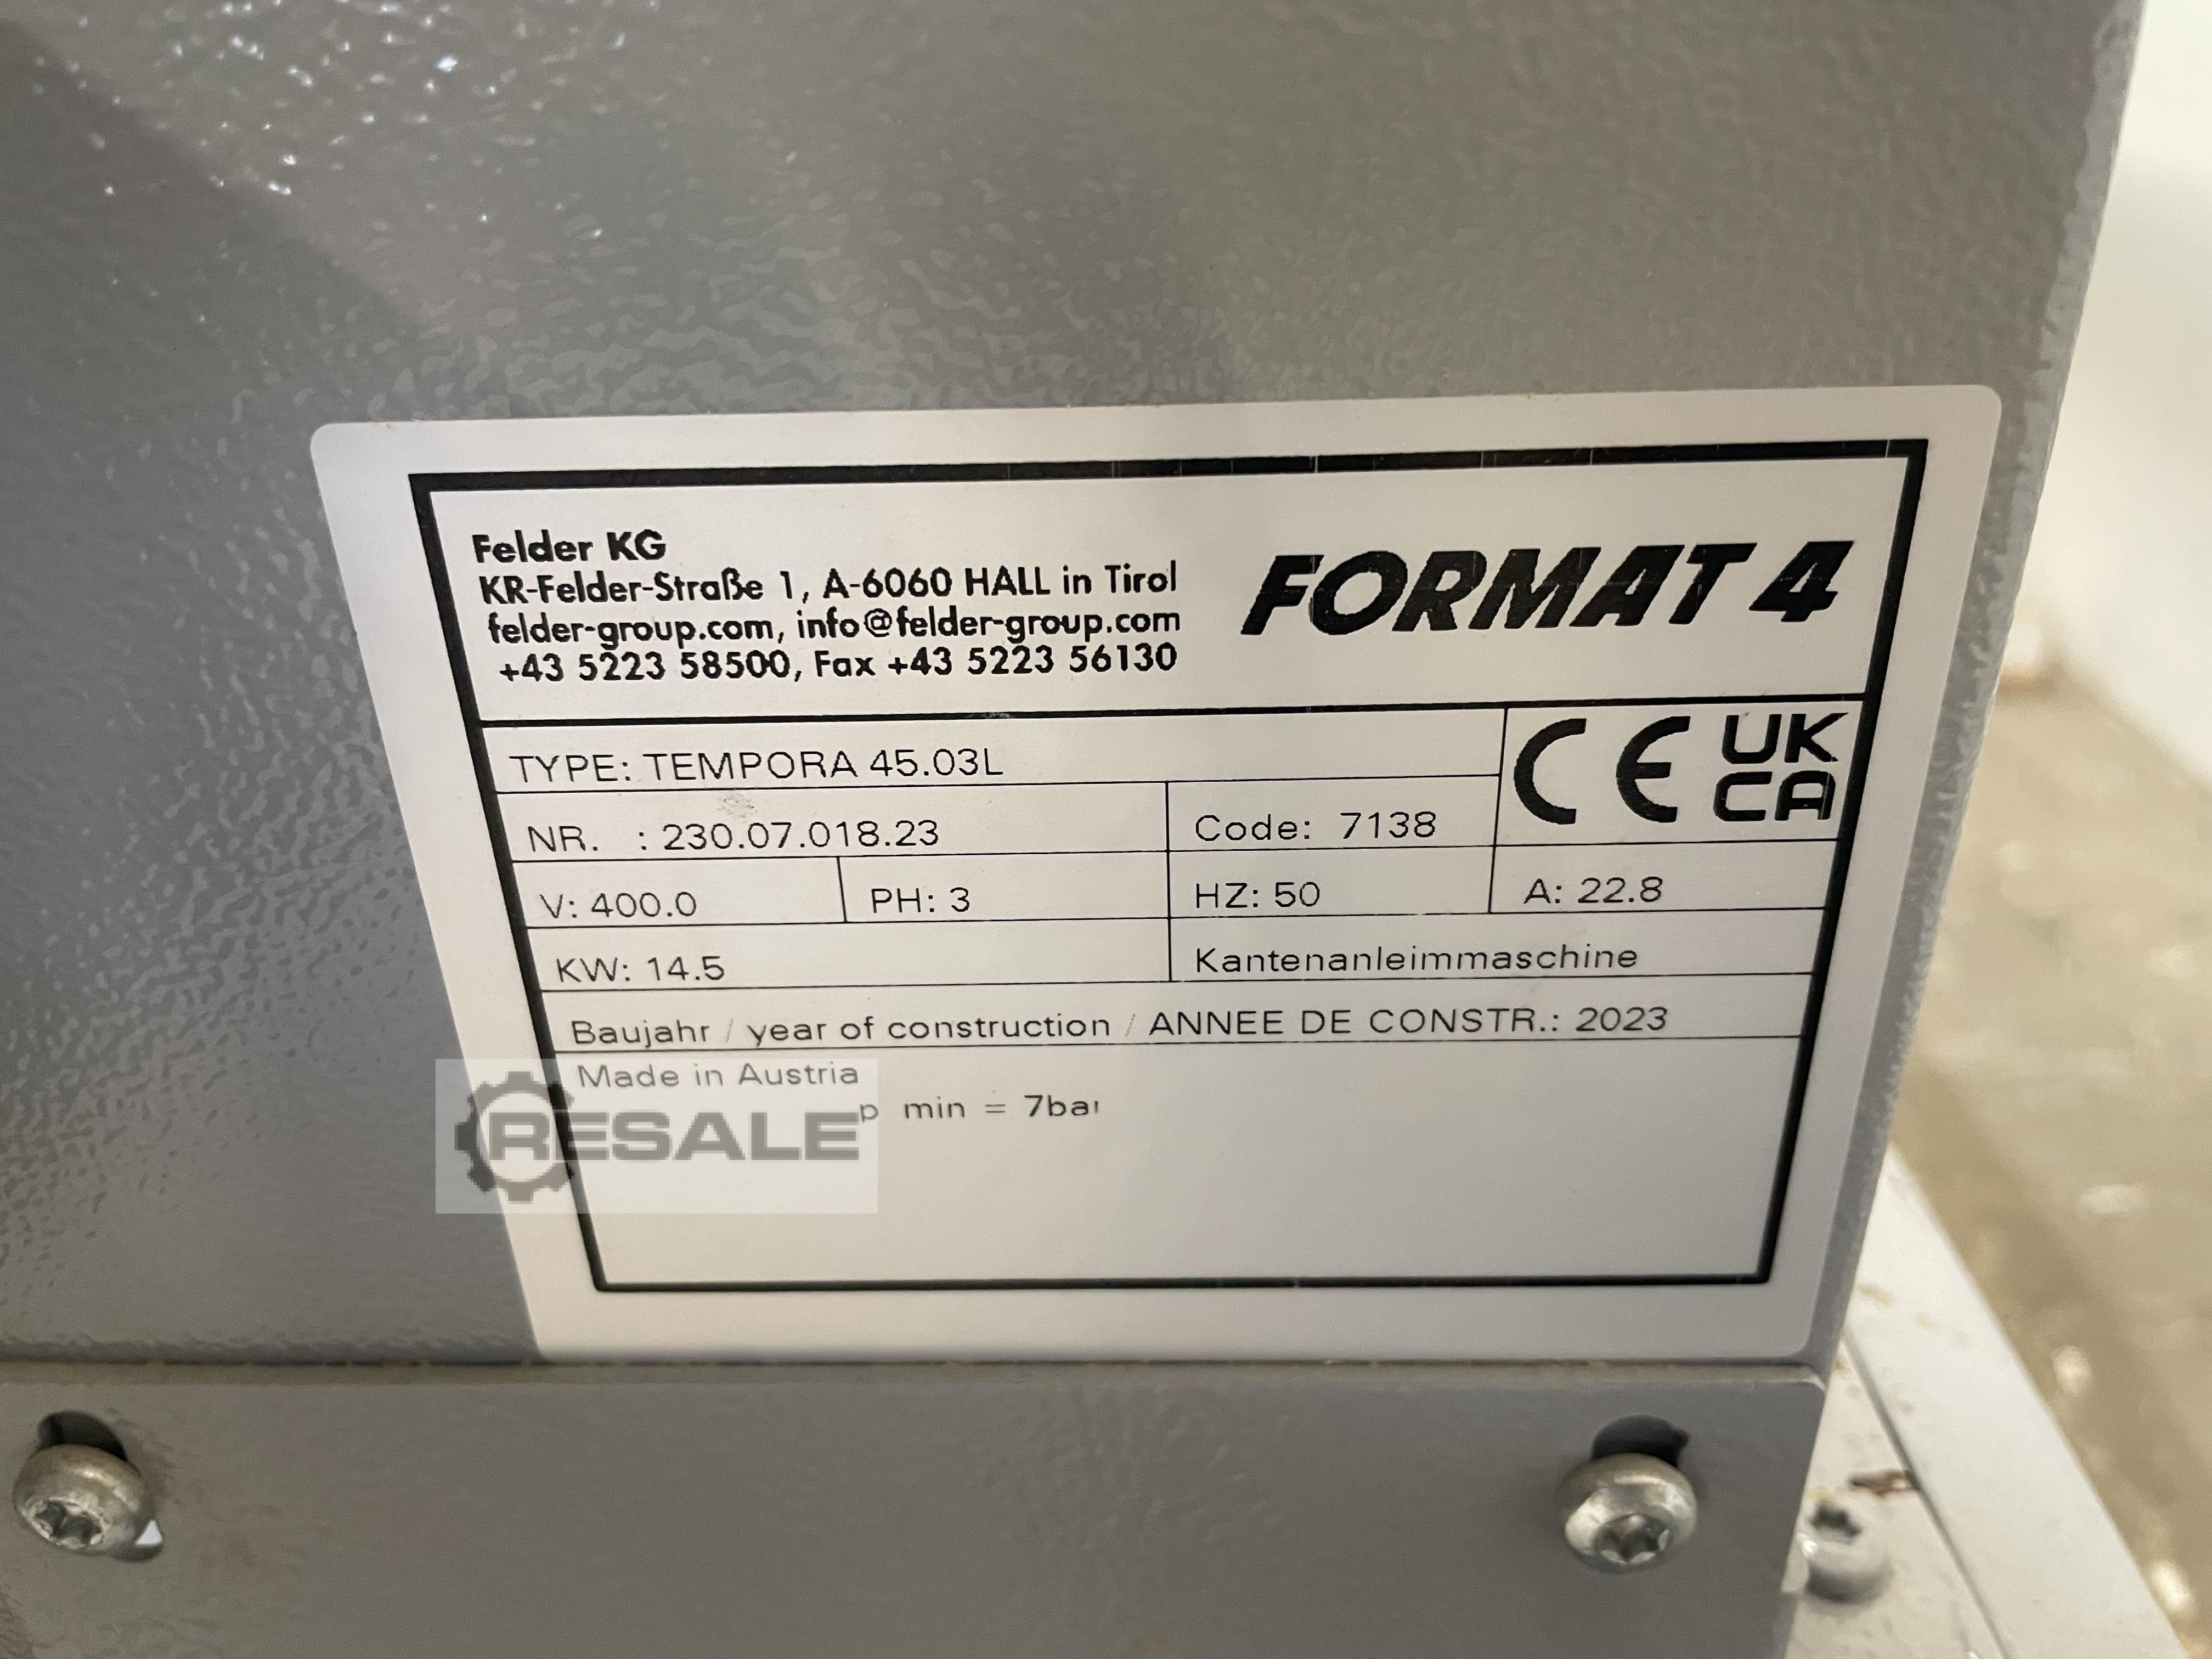 Felder KG
KR-Felder-Straße 1, A-6060 HALL in Tirol
felder-group.com, info@felder-group.com
+43 5223 58500, Fax +43 5223 56130
FORMAT 4
TYPE: TEMPORA 45.03L
CE UK CA
NR. : 230.07.018.23 Code: 7138
V: 400.0 PH: 3 HZ: 50 A: 22.8
KW: 14.5 Kantenanleimmaschine
Baujahr / year of construction / ANNEE DE CONSTR.: 2023
Made in Austria
p min = 7bar
RESALE